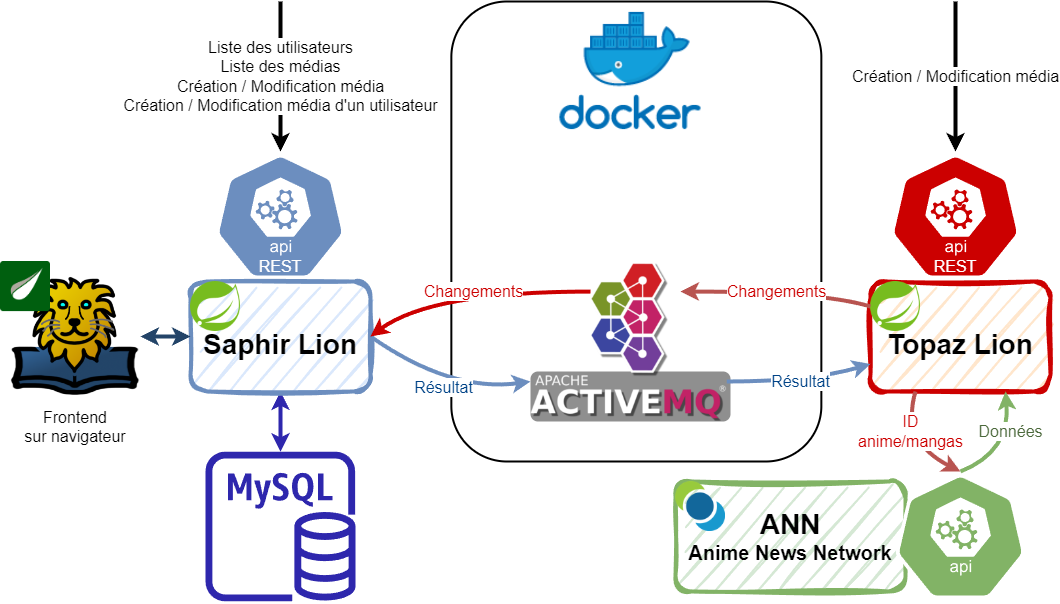 Liste des utilisateurs
Liste des médias
Création / Modification média
Création / Modification média d'un utilisateur
docker
Création / Modification média
api
REST
api
REST
Saphir Lion
Changements
Changements
Topaz Lion
Résultat
APACHE
ACTIVEMQ®
Résultat
Frontend
sur navigateur
ID
anime/mangas
Données
MySQL
ANN
Anime News Network
api